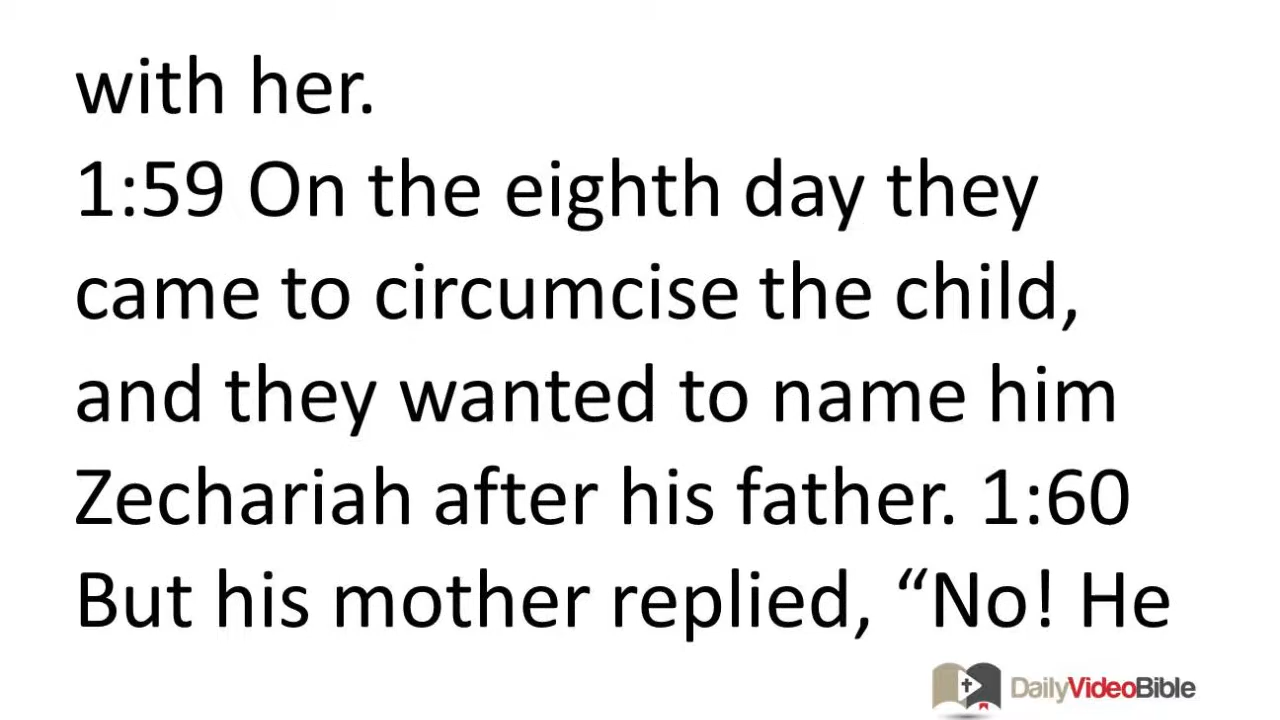 with her.
1:59 On the eighth day they
came to circumcise the child,
and they wanted to name him
Zechariah after his father. 1:60
But his mother replied, “No! He
DailyVideoBible